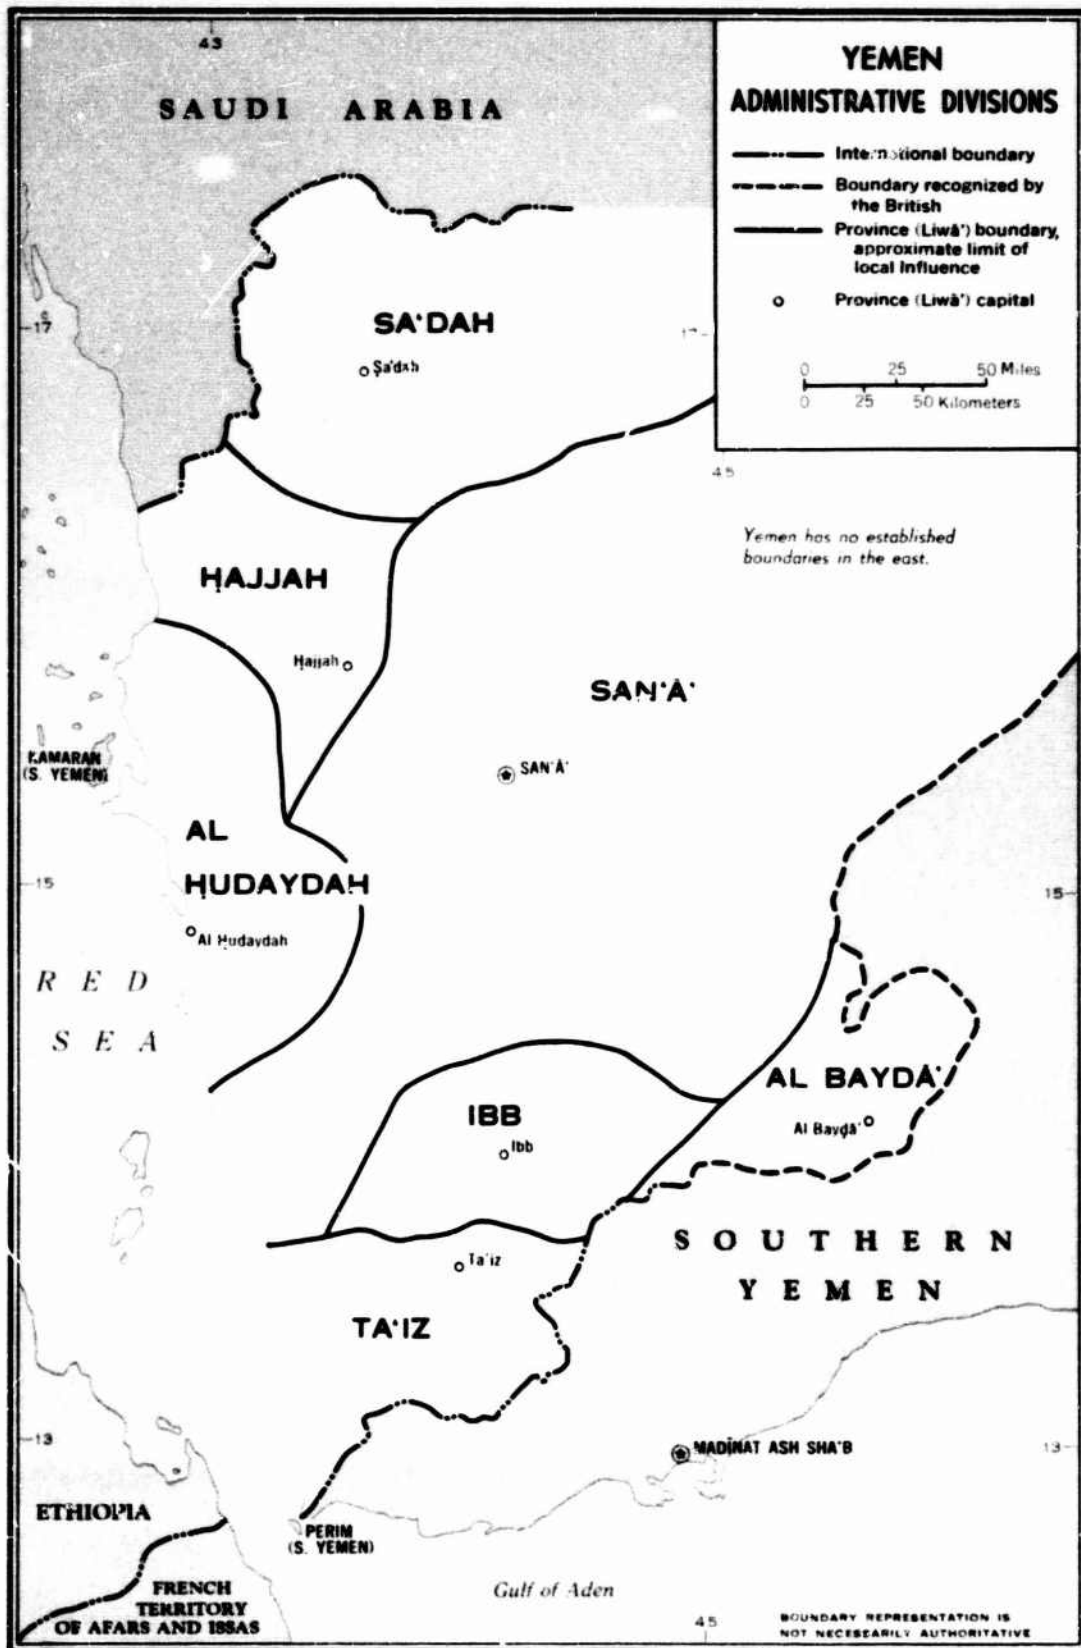 YEMEN
ADMINISTRATIVE DIVISIONS
International boundary
Boundary recognized by
the British
Province (Liwā') boundary,
approximate limit of
local Influence
Province (Liwā') capital
0 25 50 Miles
0 25 50 Kilometers
43
SAUDI ARABIA
17
17
SA'DAH
Ṣa'dah
45
Yemen has no established
boundaries in the east.
ḤAJJAH
Ḥajjah
SAN'Ā'
SAN'Ā'
KAMARAN
(S. YEMEN)
AL
ḤUDAYDAH
15
15
Al Ḥudaydah
RED
SEA
AL BAYDĀ'
Al Bayḍā'
IBB
Ibb
SOUTHERN
YEMEN
Ta'iz
TA'IZ
13
13
MADĪNAT ASH SHA'B
ETHIOPIA
PERIM
(S. YEMEN)
FRENCH
TERRITORY
OF AFARS AND ISSAS
Gulf of Aden
45
BOUNDARY REPRESENTATION IS
NOT NECESSARILY AUTHORITATIVE